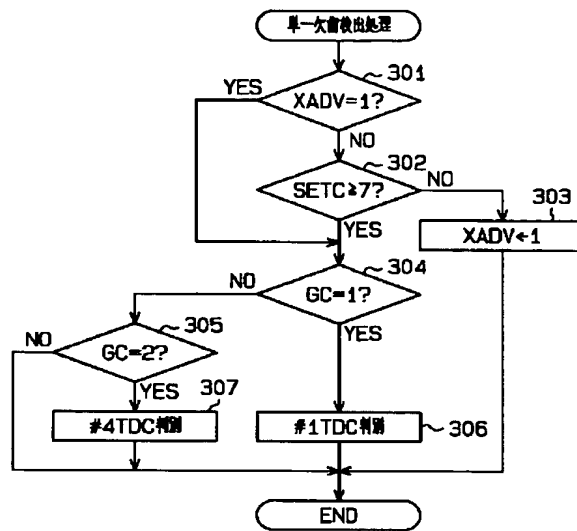 単一欠歯検出処理
301
YES
XADV=1?
NO
302
SETC≧7?
NO
303
YES
XADV←1
304
NO
GC=1?
305
YES
NO
GC=2?
YES
307
#4TDC判別
#1TDC判別
306
END